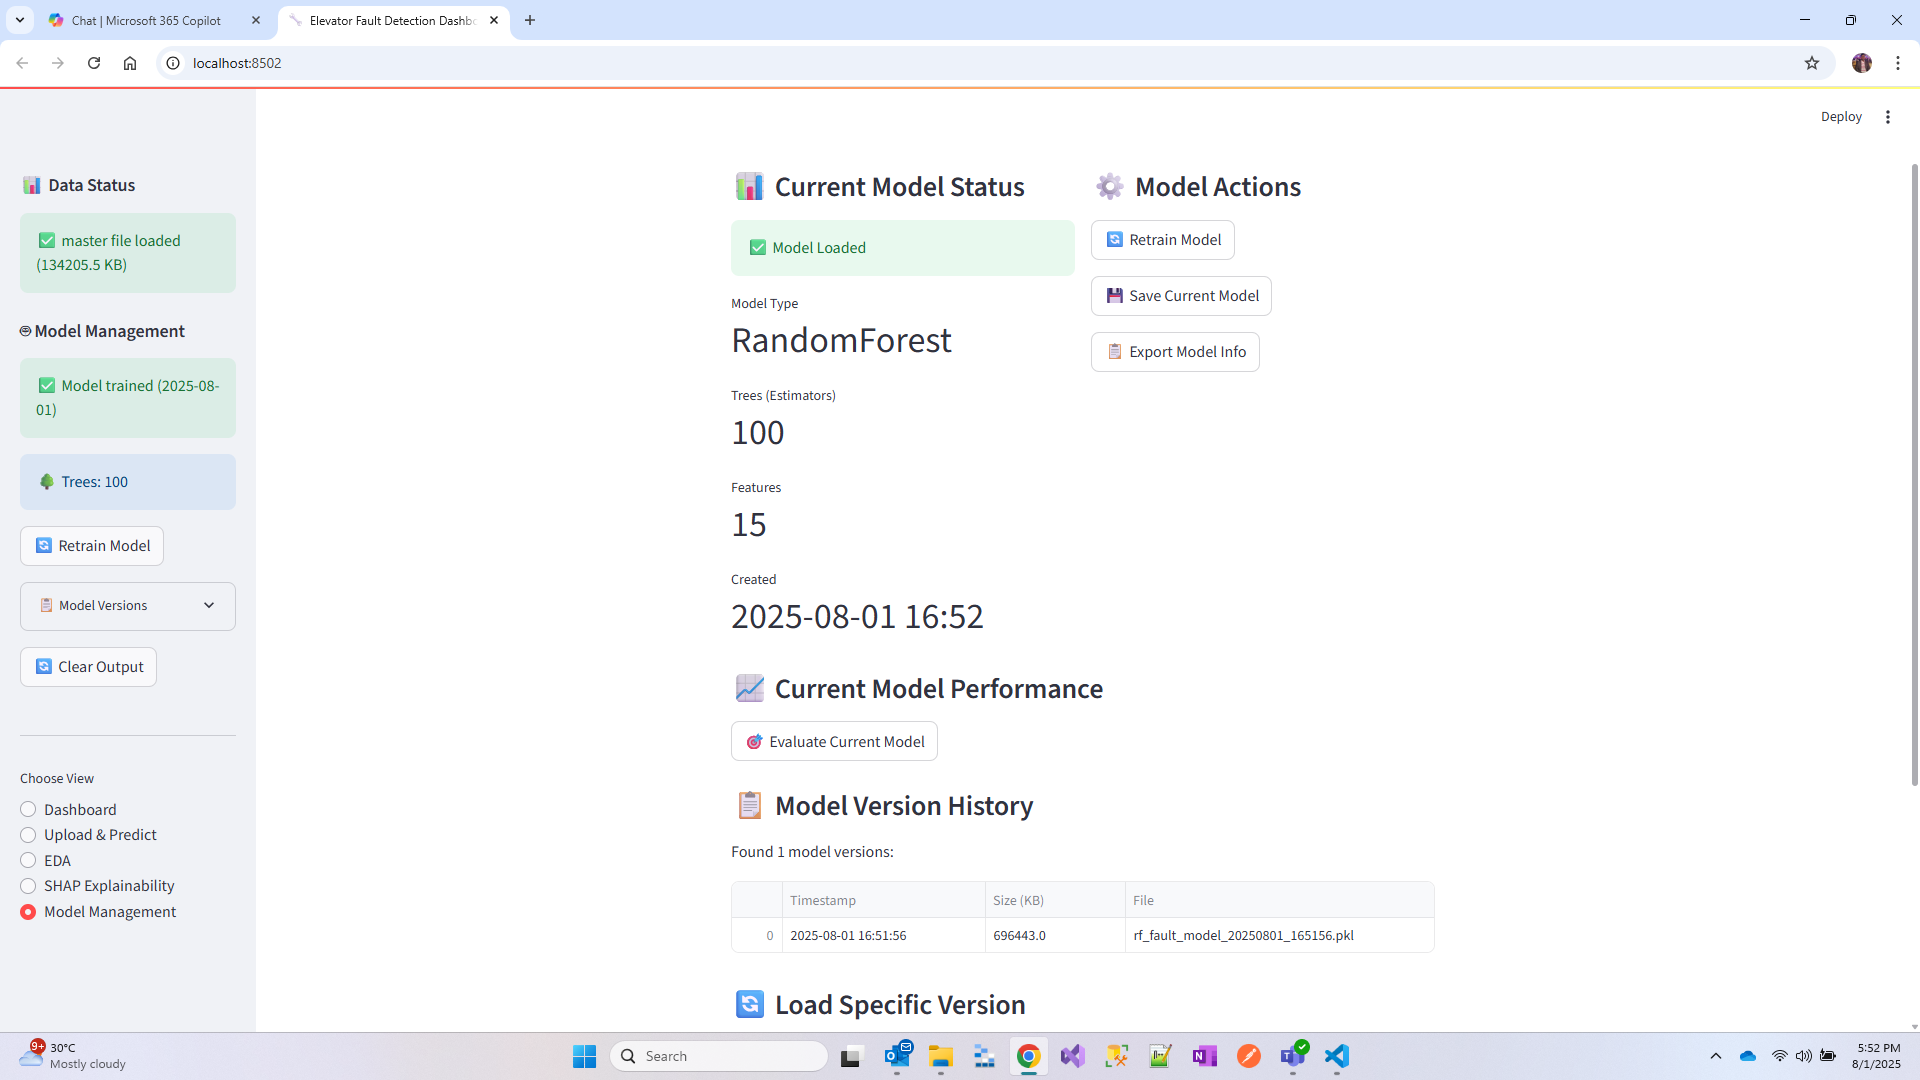 Chat | Microsoft 365 Copilot
Elevator Fault Detection Dashb
localhost:8502
Deploy
Data Status
master file loaded
(134205.5 KB)
Model Management
Model trained (2025-08-
01)
Trees: 100
Retrain Model
Model Versions
Clear Output
Choose View
Dashboard
Upload & Predict
EDA
SHAP Explainability
Model Management
Current Model Status
Model Loaded
Model Type
RandomForest
Trees (Estimators)
100
Features
15
Created
2025-08-01 16:52
Model Actions
Retrain Model
Save Current Model
Export Model Info
Current Model Performance
Evaluate Current Model
Model Version History
Found 1 model versions:
Timestamp Size (KB) File
0 2025-08-01 16:51:56 696443.0 rf_fault_model_20250801_165156.pkl
Load Specific Version
9+
30°C
Mostly cloudy
Search
5:52 PM
8/1/2025